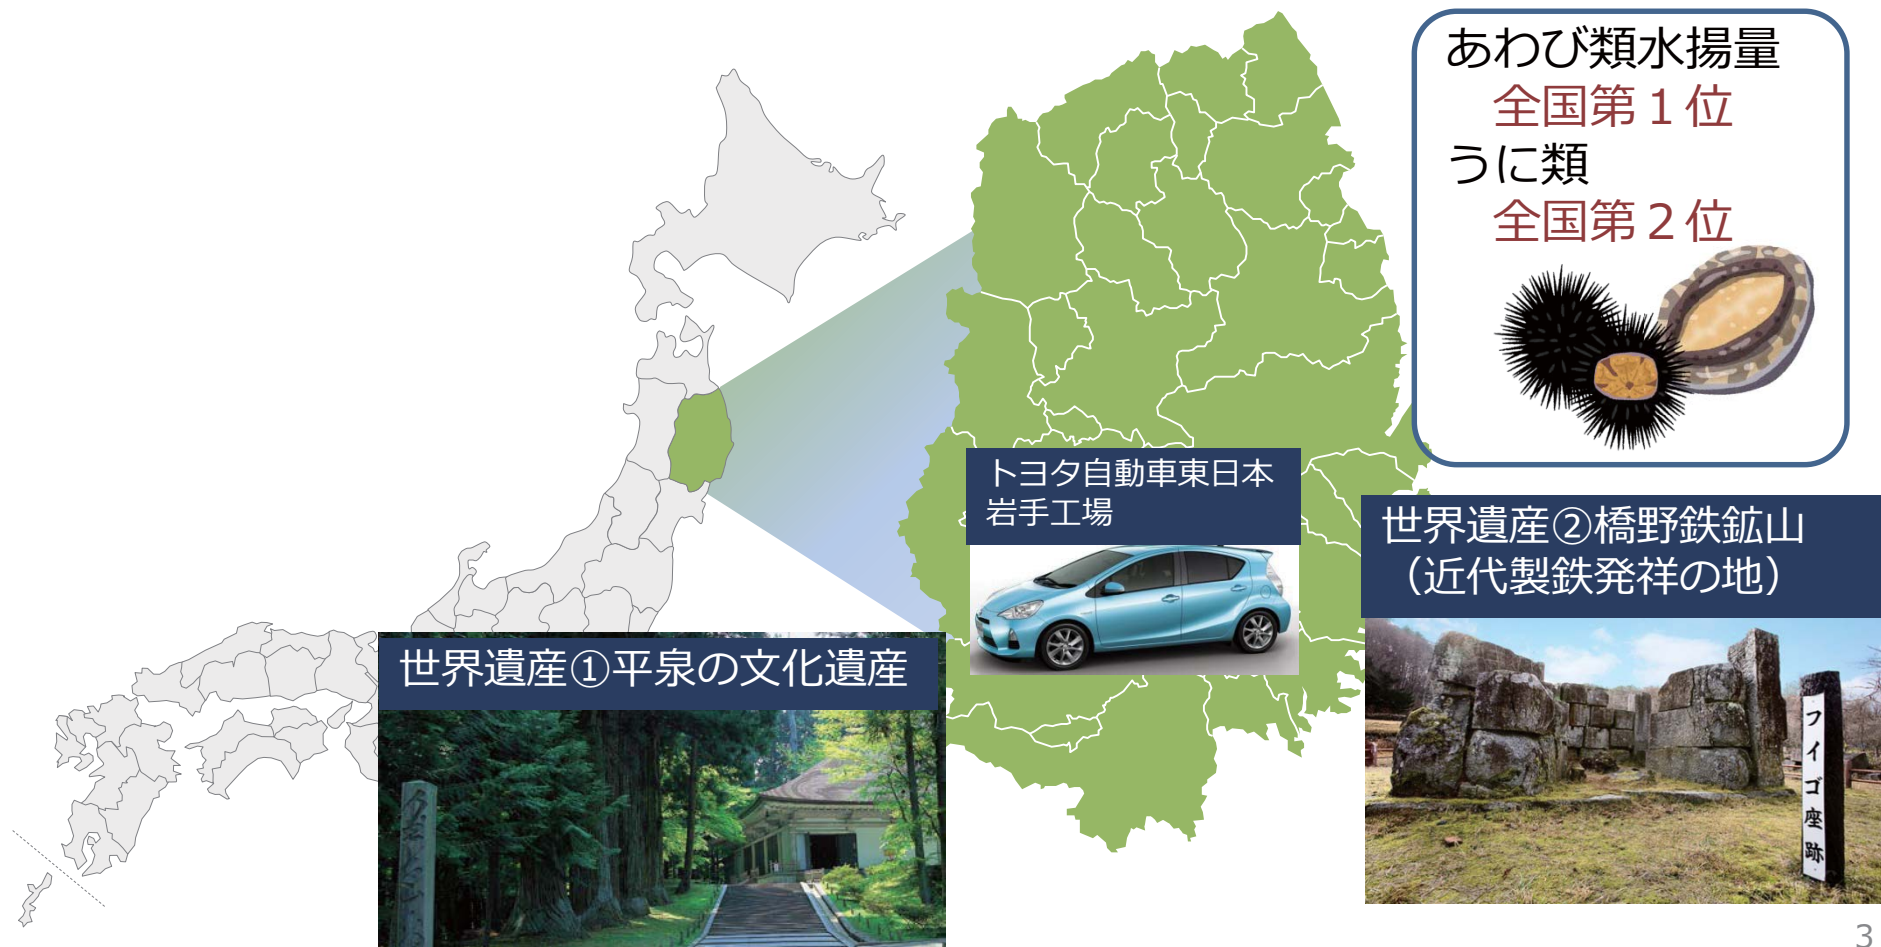 あわび類水揚量
全国第１位
うに類
全国第２位
トヨタ自動車東日本
岩手工場
世界遺産②橋野鉄鉱山
（近代製鉄発祥の地）
世界遺産①平泉の文化遺産
フイゴ座跡
3